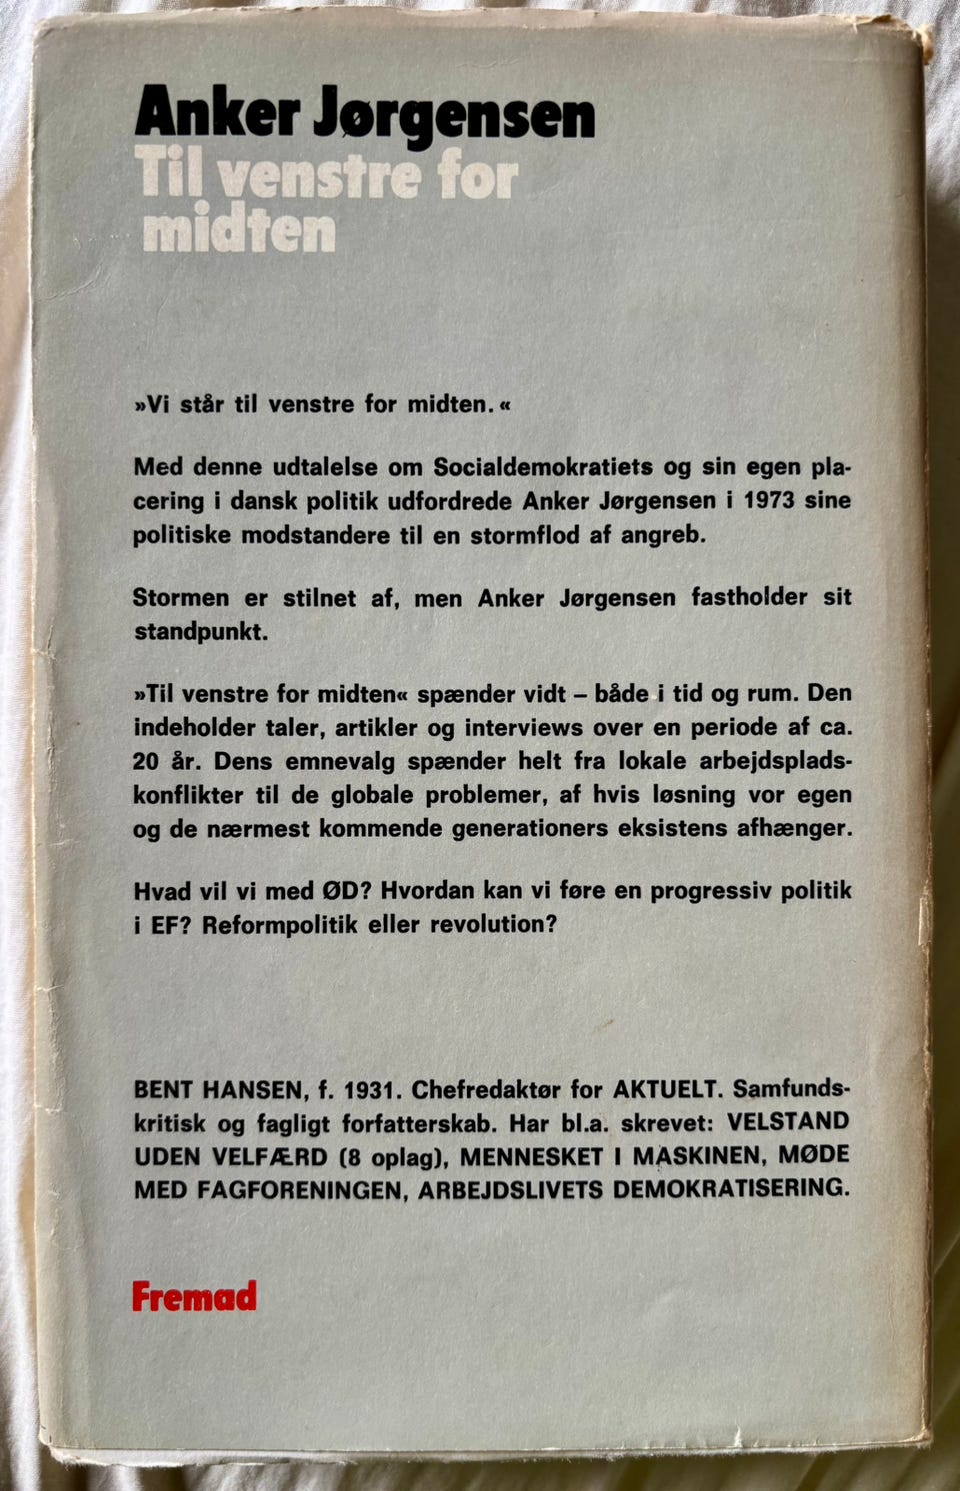 Anker Jørgensen
Til venstre for
midten
»Vi står til venstre for midten.«
Med denne udtalelse om Socialdemokratiets og sin egen pla-
cering i dansk politik udfordrede Anker Jørgensen i 1973 sine
politiske modstandere til en stormflod af angreb.
Stormen er stilnet af, men Anker Jørgensen fastholder sit
standpunkt.
»Til venstre for midten« spænder vidt – både i tid og rum. Den
indeholder taler, artikler og interviews over en periode af ca.
20 år. Dens emnevalg spænder helt fra lokale arbejdsplads-
konflikter til de globale problemer, af hvis løsning vor egen
og de nærmest kommende generationers eksistens afhænger.
Hvad vil vi med ØD? Hvordan kan vi føre en progressiv politik
i EF? Reformpolitik eller revolution?
BENT HANSEN, f. 1931. Chefredaktør for AKTUELT. Samfunds-
kritisk og fagligt forfatterskab. Har bl.a. skrevet: VELSTAND
UDEN VELFÆRD (8 oplag), MENNESKET I MASKINEN, MØDE
MED FAGFORENINGEN, ARBEJDSLIVETS DEMOKRATISERING.
Fremad